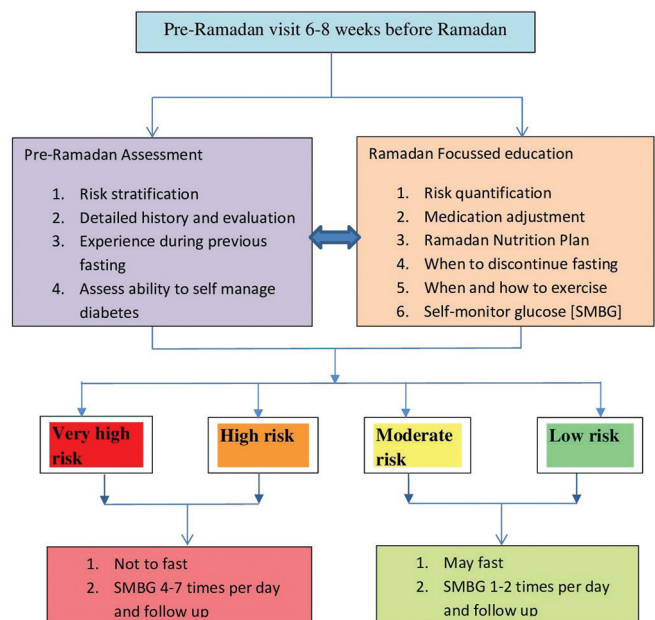 Pre-Ramadan visit 6-8 weeks before Ramadan
Pre-Ramadan Assessment
1. Risk stratification
2. Detailed history and evaluation
3. Experience during previous
fasting
4. Assess ability to self manage
diabetes
Ramadan Focussed education
1. Risk quantification
2. Medication adjustment
3. Ramadan Nutrition Plan
4. When to discontinue fasting
5. When and how to exercise
6. Self-monitor glucose [SMBG]
Very high
risk
High risk
Moderate
risk
Low risk
1. Not to fast
2. SMBG 4-7 times per day
and follow up
1. May fast
2. SMBG 1-2 times per day
and follow up